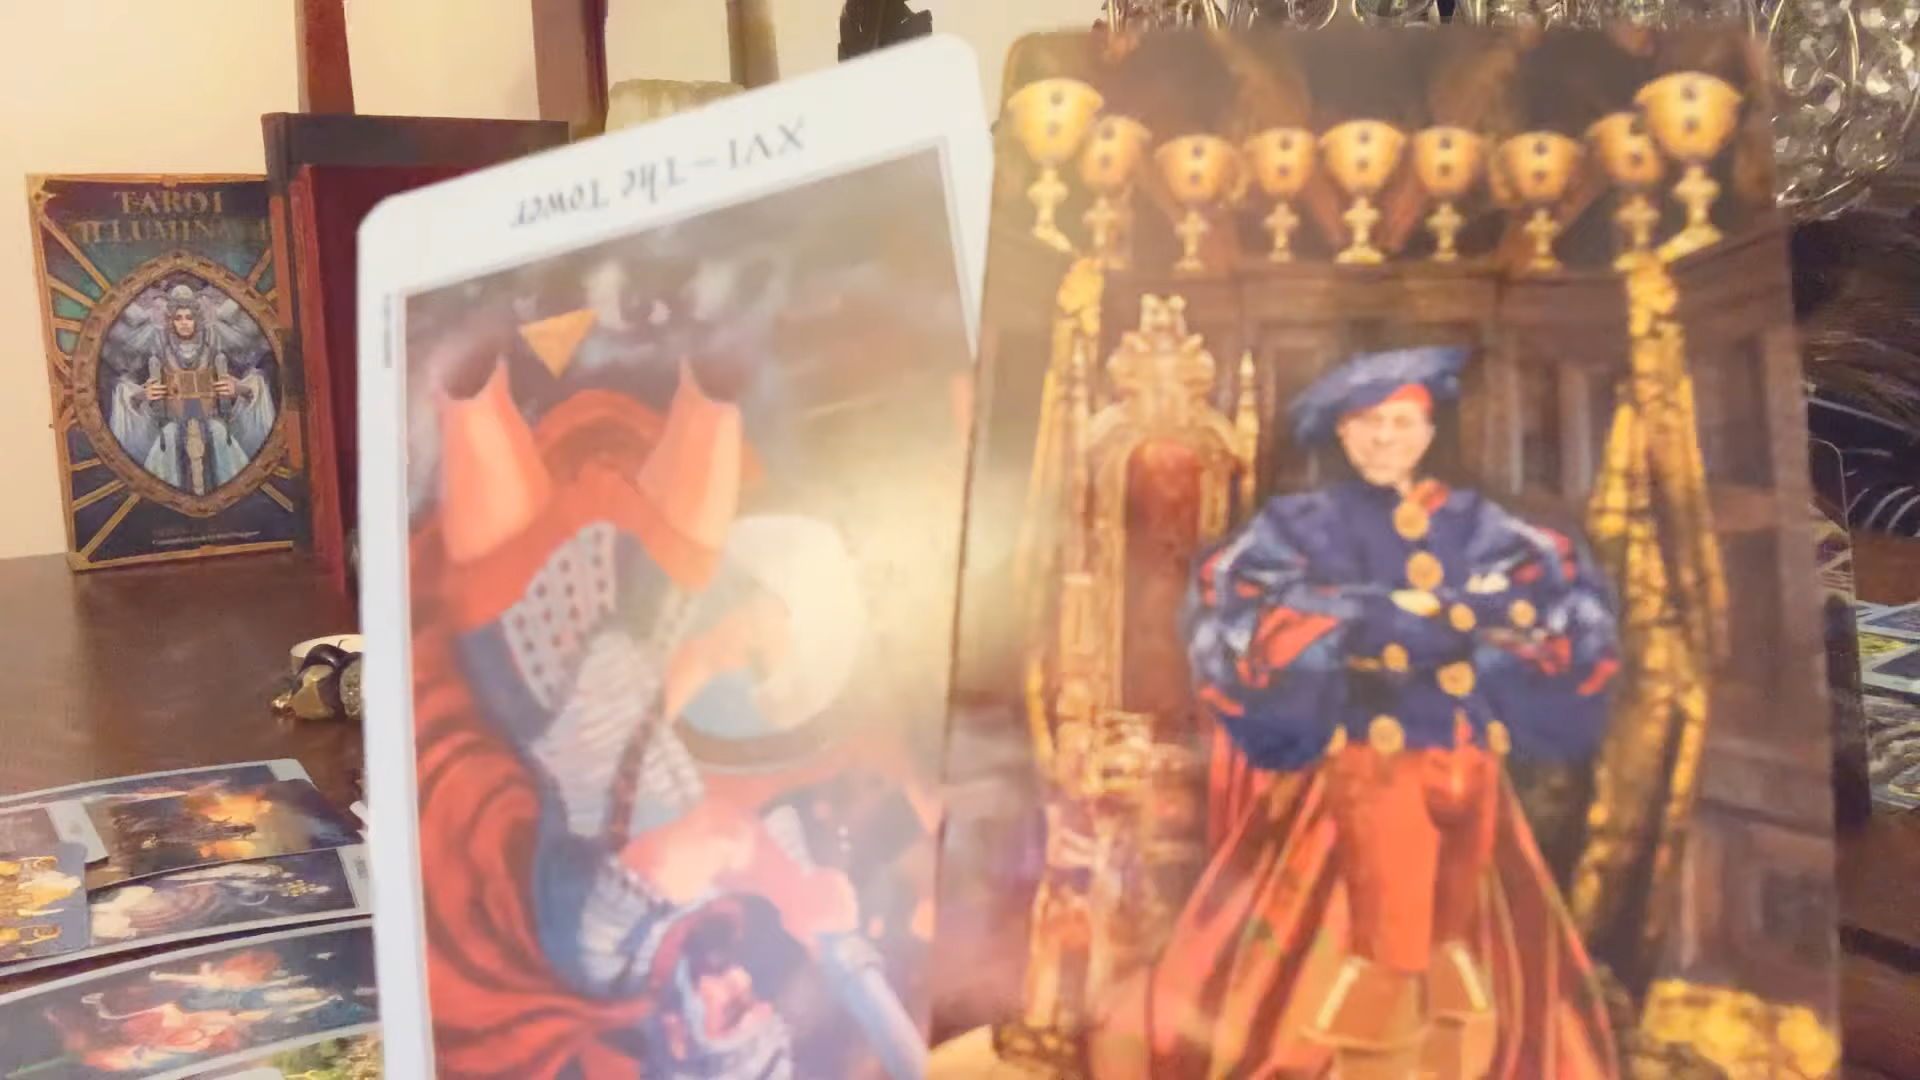 TAROT
ILLUMINATI
XVI – The Tower